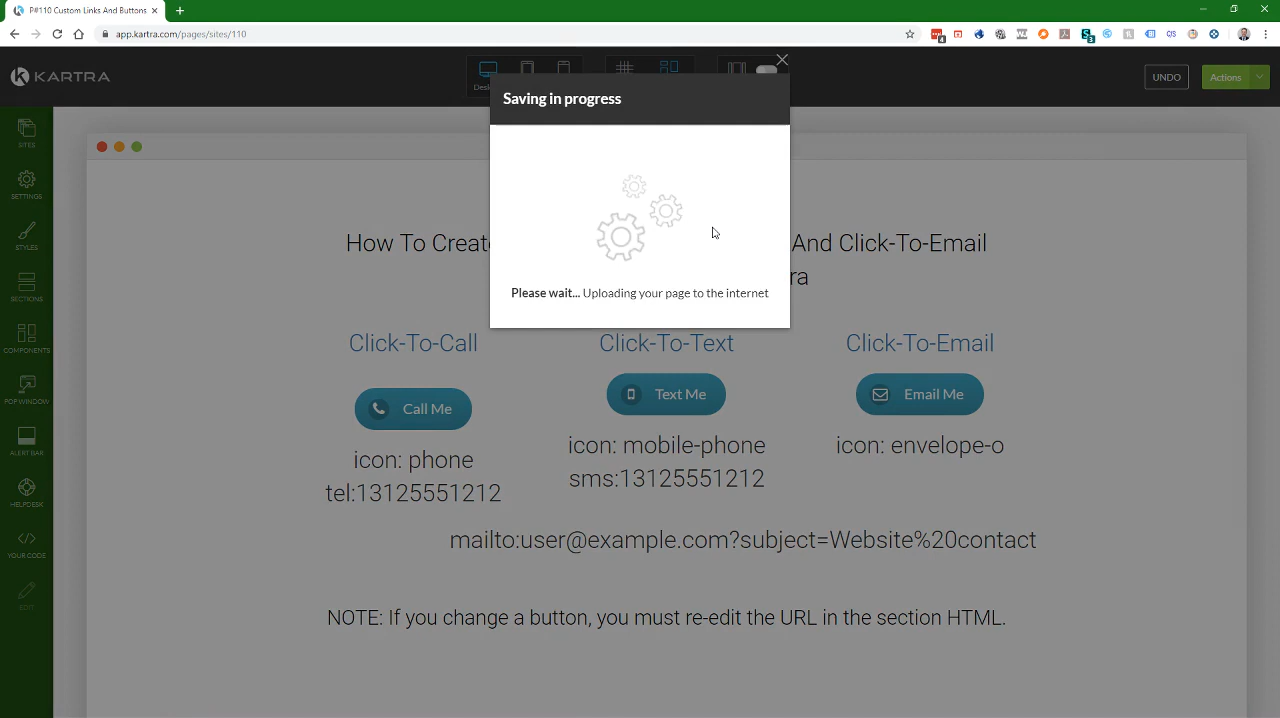 P#110 Custom Links And Buttons
app.kartra.com/pages/sites/110
KARTRA
UNDO
Actions
Saving in progress
Please wait... Uploading your page to the internet
SITES
SETTINGS
STYLES
SECTIONS
COMPONENTS
POP WINDOW
ALERT BAR
HELPDESK
YOUR CODE
EDIT
How To Create
And Click-To-Email
ra
Click-To-Call
Click-To-Text
Click-To-Email
Call Me
Text Me
Email Me
icon: phone
tel:13125551212
icon: mobile-phone
sms:13125551212
icon: envelope-o
mailto:user@example.com?subject=Website%20contact
NOTE: If you change a button, you must re-edit the URL in the section HTML.